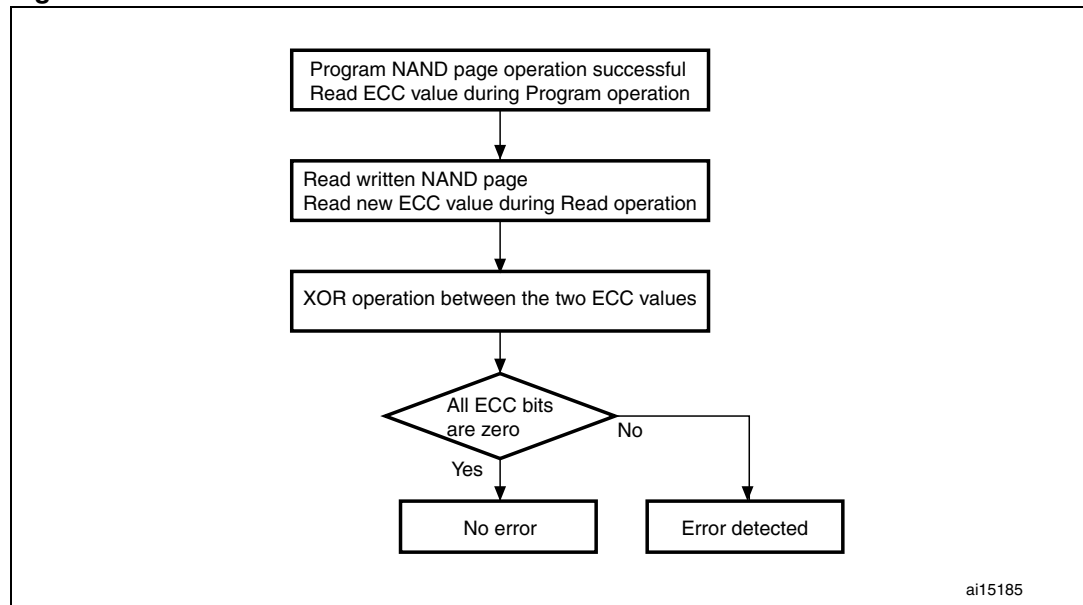 Program NAND page operation successful
Read ECC value during Program operation
Read written NAND page
Read new ECC value during Read operation
XOR operation between the two ECC values
All ECC bits
are zero
No
Yes
No error
Error detected
ai15185